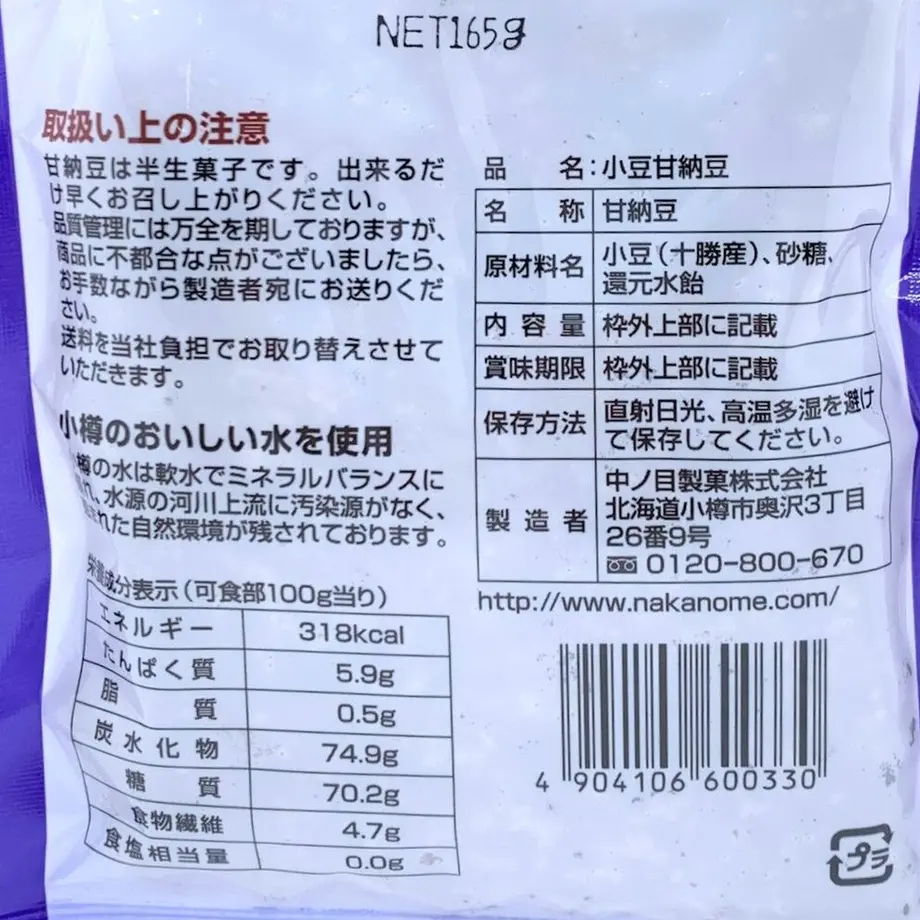 NET165g
取扱い上の注意
甘納豆は半生菓子です。出来るだ
け早くお召し上がりください。
品質管理には万全を期しておりますが、
商品に不都合な点がございましたら、
お手数ながら製造者宛にお送りくだ
さい。
送料を当社負担でお取り替えさせて
いただきます。
小樽のおいしい水を使用
小樽の水は軟水でミネラルバランスに
れ、水源の河川上流に汚染源がなく、
まれた自然環境が残されております。
栄養成分表示(可食部100g当り)
エネルギー 318kcal
たんぱく質 5.9g
脂質 0.5g
炭水化物 74.9g
糖質 70.2g
食物繊維 4.7g
食塩相当量 0.0g
品名:小豆甘納豆
名称 甘納豆
原材料名 小豆(十勝産)、砂糖、
還元水飴
内容量 枠外上部に記載
賞味期限 枠外上部に記載
保存方法 直射日光、高温多湿を避け
て保存してください。
製造者 中ノ目製菓株式会社
北海道小樽市奥沢3丁目
26番9号
0120-800-670
http://www.nakanome.com/
4 904106 600330
プラ